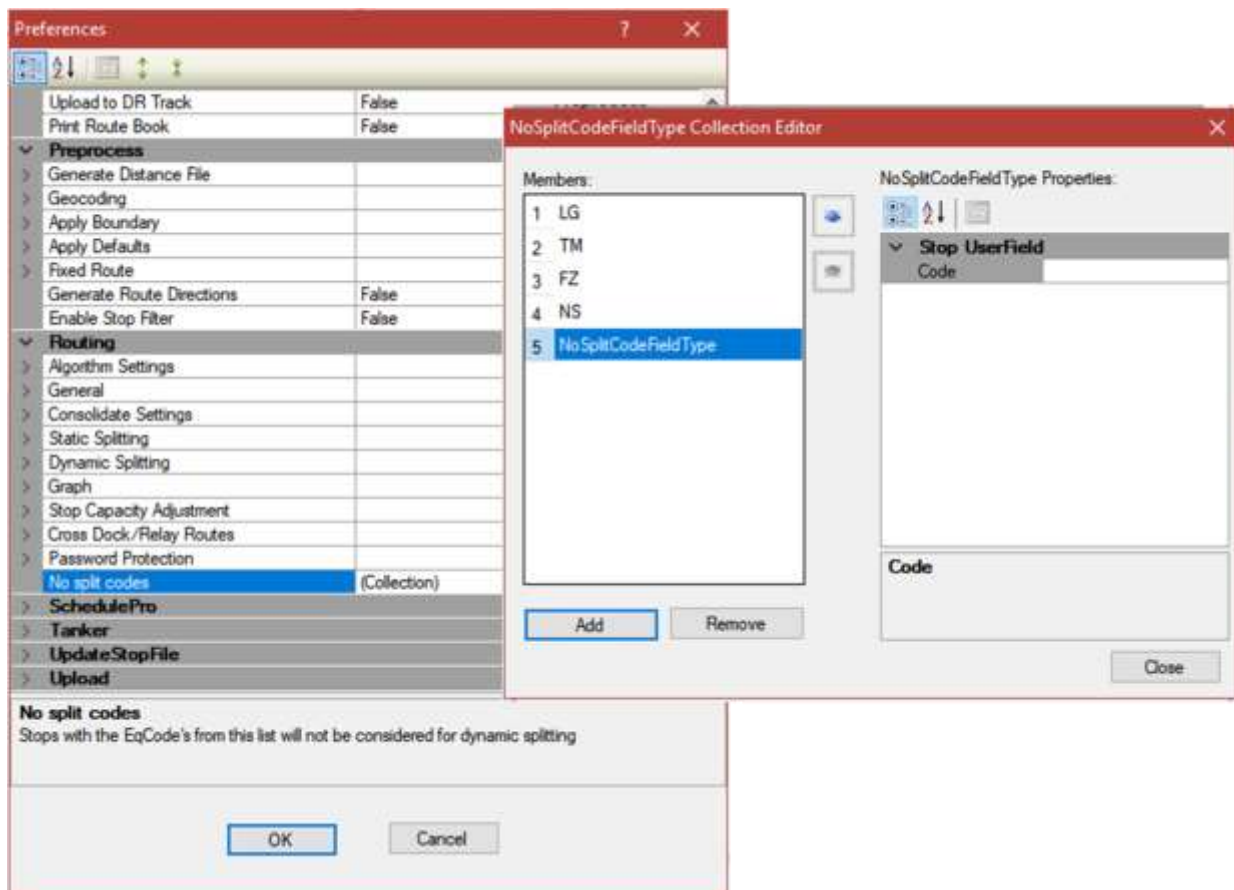 Preferences ? ×
Upload to DR Track False
Print Route Book False
Preprocess
Generate Distance File
Geocoding
Apply Boundary
Apply Defaults
Fixed Route
Generate Route Directions False
Enable Stop Filter False
Routing
Algorithm Settings
General
Consolidate Settings
Static Splitting
Dynamic Splitting
Graph
Stop Capacity Adjustment
Cross Dock/Relay Routes
Password Protection
No split codes (Collection)
SchedulePro
Tanker
UpdateStopFile
Upload
No split codes
Stops with the EqCode's from this list will not be considered for dynamic splitting
OK Cancel
NoSplitCodeFieldType Collection Editor ×
Members:
1 LG
2 TM
3 FZ
4 NS
5 NoSplitCodeFieldType
Add Remove
NoSplitCodeFieldType Properties:
Stop UserField
Code
Code
Close